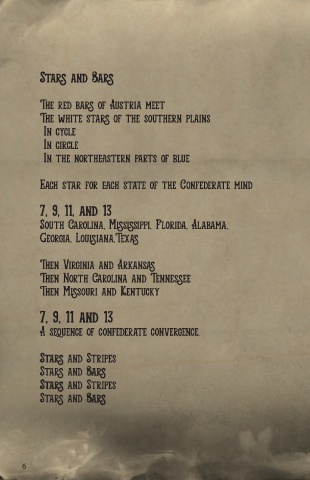 Stars and Bars
The red bars of Austria meet
The white stars of the southern plains
In cycle
In circle
In the northeastern parts of blue
Each star for each state of the Confederate mind
7, 9, 11, and 13
South Carolina, Mississippi, Florida, Alabama,
Georgia, Louisiana,Texas
Then Virginia and Arkansas
Then North Carolina and Tennessee
Then Missouri and Kentucky
7, 9, 11, and 13
A sequence of confederate convergence.
Stars and Stripes
Stars and Bars
Stars and Stripes
Stars and Bars
6